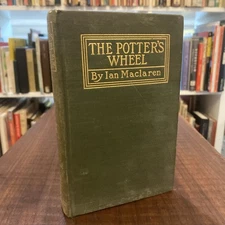 THE POTTER'S
WHEEL
By Ian Maclaren